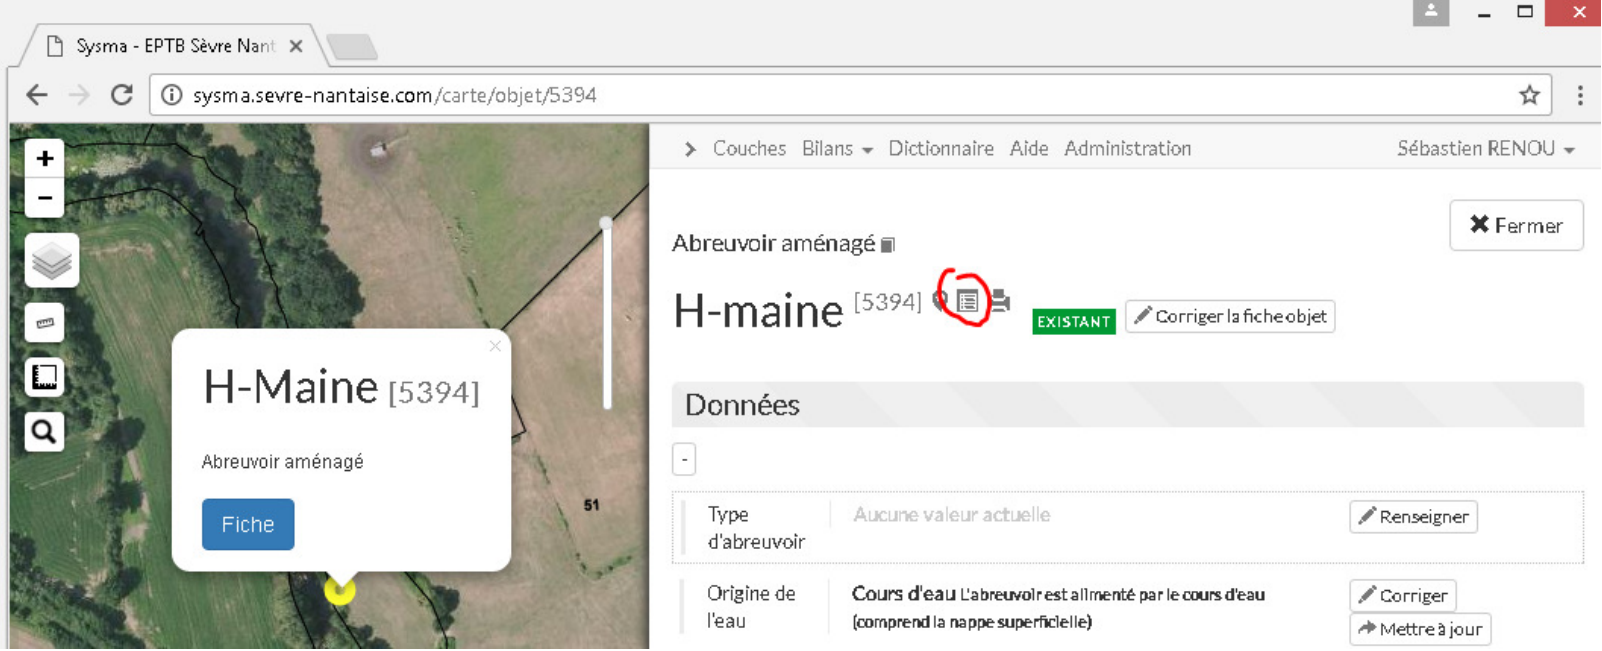 Sysma - EPTB Sèvre Nant
sysma.sevre-nantaise.com/carte/objet/5394
Couches Bilans Dictionnaire Aide Administration Sébastien RENOU
Fermer
Abreuvoir aménagé
H-maine [5394] EXISTANT Corriger la fiche objet
Données
-
Type d'abreuvoir Aucune valeur actuelle Renseigner
Origine de l'eau Cours d'eau L'abreuvoir est alimenté par le cours d'eau
(comprend la nappe superficielle) Corriger
Mettre à jour
+
-
H-Maine [5394]
Abreuvoir aménagé
Fiche
51